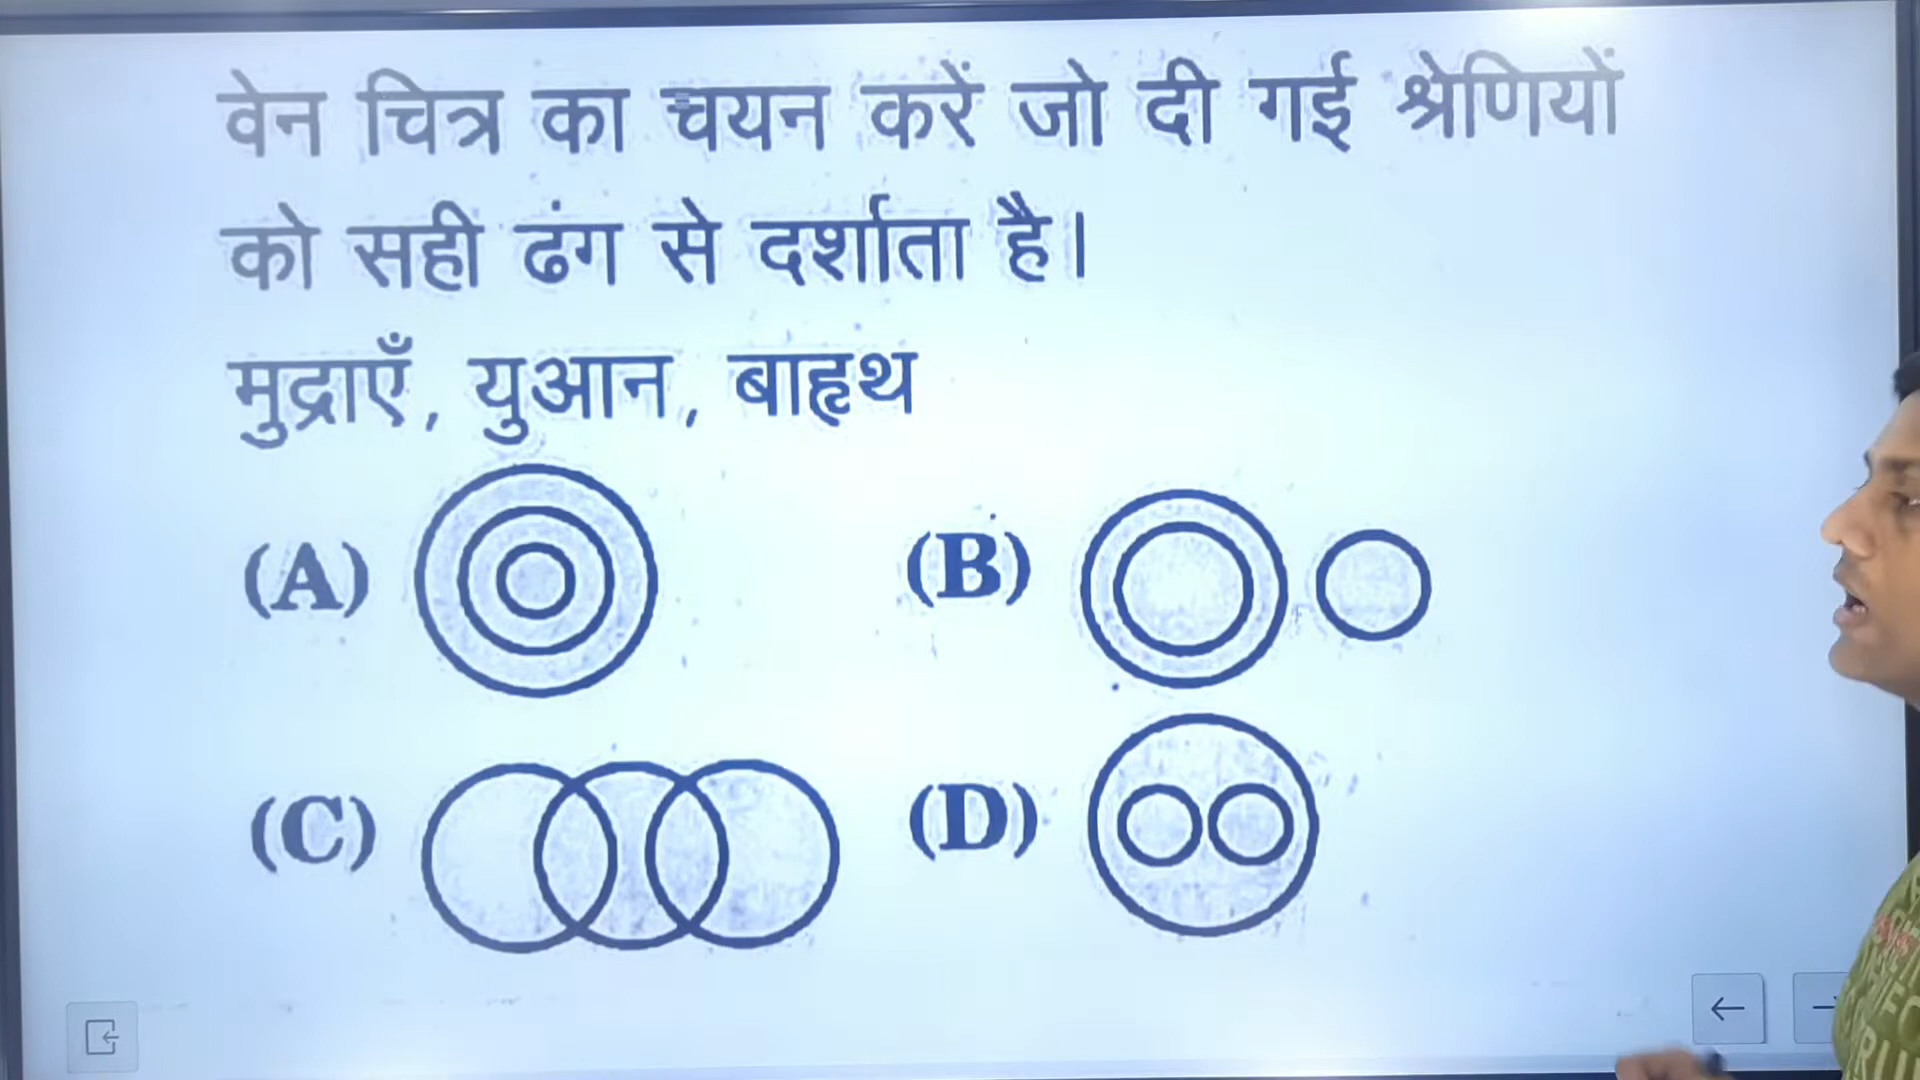 वेन चित्र का चयन करें जो दी गई श्रेणियों
को सही ढंग से दर्शाता है।
मुद्राएँ, युआन, बाहृथ
(A)
(B)
(C)
(D)